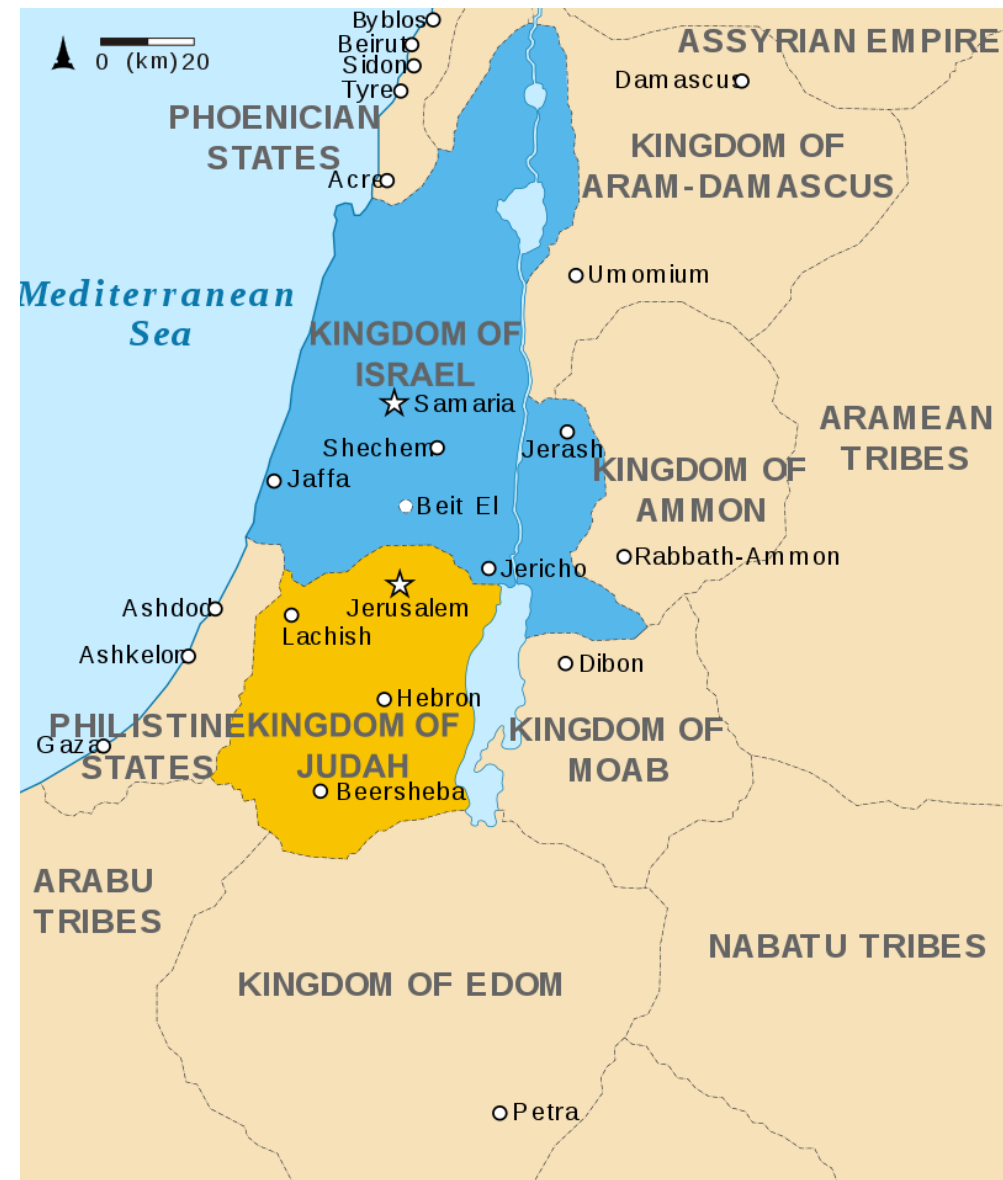 Byblos
Beirut
Sidon
Tyre
0 (km) 20
ASSYRIAN EMPIRE
Damascus
PHOENICIAN
STATES
KINGDOM OF
ARAM-DAMASCUS
Acre
Umomium
Mediterranean
Sea
KINGDOM OF
ISRAEL
Samaria
Shechem
Jerash
Jaffa
Beit El
ARAMEAN
TRIBES
KINGDOM OF
AMMON
Rabbath-Ammon
Jericho
Ashdod
Jerusalem
Lachish
Ashkelon
Dibon
Hebron
PHILISTINE
STATES
Gaza
KINGDOM OF
JUDAH
Beersheba
KINGDOM OF
MOAB
ARABU
TRIBES
NABATU TRIBES
KINGDOM OF EDOM
Petra